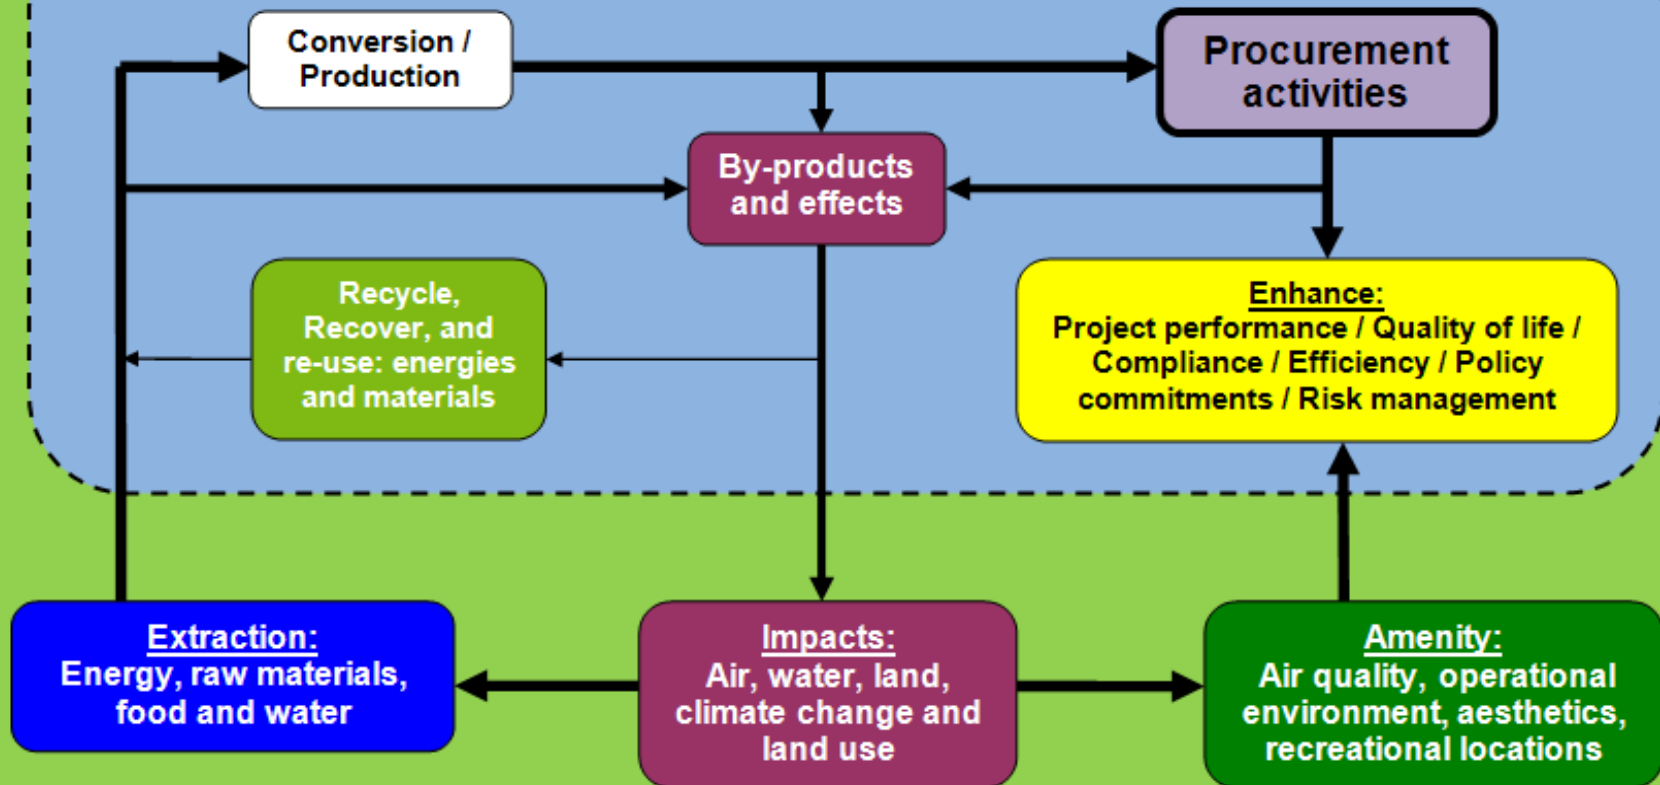 Conversion /
Production
Procurement
activities
By-products
and effects
Recycle,
Recover, and
re-use: energies
and materials
Enhance:
Project performance / Quality of life /
Compliance / Efficiency / Policy
commitments / Risk management
Extraction:
Energy, raw materials,
food and water
Impacts:
Air, water, land,
climate change and
land use
Amenity:
Air quality, operational
environment, aesthetics,
recreational locations